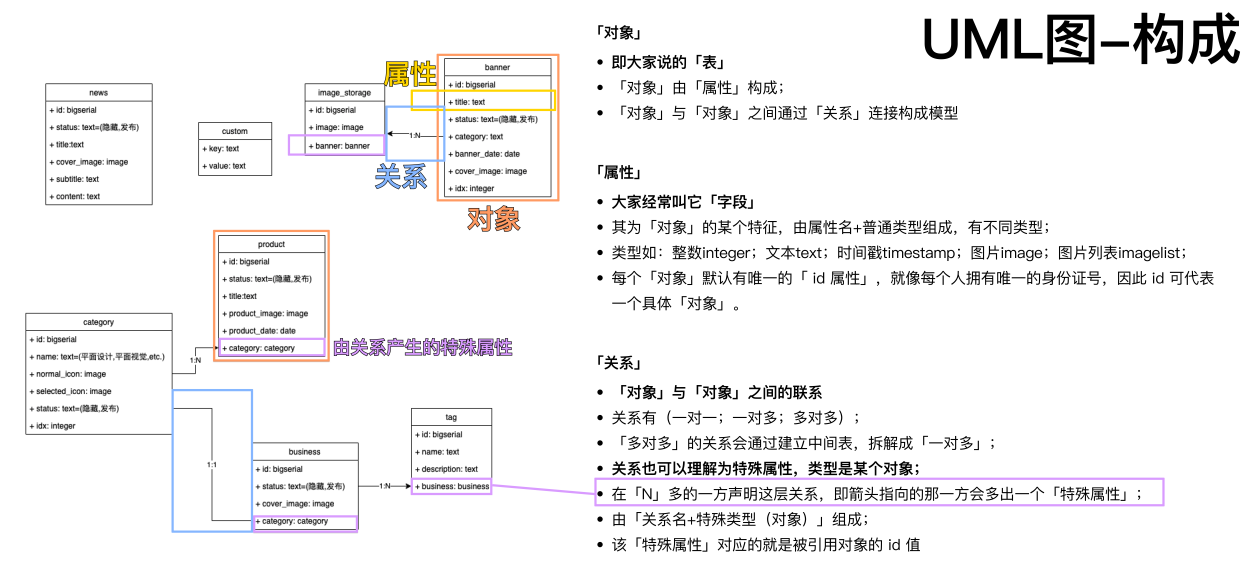 UML图-构成
news
+ id: bigserial
+ status: text=(隐藏,发布)
+ title:text
+ cover_image: image
+ subtitle: text
+ content: text
custom
+ key: text
+ value: text
image_storage
+ id: bigserial
+ image: image
+ banner: banner
属性
1:N
关系
banner
+ id: bigserial
+ title: text
+ status: text=(隐藏,发布)
+ category: text
+ banner_date: date
+ cover_image: image
+ idx: integer
对象
product
+ id: bigserial
+ status: text=(隐藏,发布)
+ title:text
+ product_image: image
+ product_date: date
+ category: category
由关系产生的特殊属性
category
+ id: bigserial
+ name: text=(平面设计,平面视觉,etc.)
+ normal_icon: image
+ selected_icon: image
+ status: text=(隐藏,发布)
+ idx: integer
1:N
1:1
business
+ id: bigserial
+ status: text=(隐藏,发布)
+ cover_image: image
+ category: category
1:N
tag
+ id: bigserial
+ name: text
+ description: text
+ business: business
「对象」
• 即大家说的「表」
• 「对象」由「属性」构成；
• 「对象」与「对象」之间通过「关系」连接构成模型
「属性」
• 大家经常叫它「字段」
• 其为「对象」的某个特征，由属性名+普通类型组成，有不同类型；
• 类型如：整数integer；文本text；时间戳timestamp；图片image；图片列表imagelist；
• 每个「对象」默认有唯一的「 id 属性」，就像每个人拥有唯一的身份证号，因此 id 可代表
一个具体「对象」。
「关系」
• 「对象」与「对象」之间的联系
• 关系有（一对一；一对多；多对多）；
• 「多对多」的关系会通过建立中间表，拆解成「一对多」；
• 关系也可以理解为特殊属性，类型是某个对象；
• 在「N」多的一方声明这层关系，即箭头指向的那一方会多出一个「特殊属性」；
• 由「关系名+特殊类型（对象）」组成；
• 该「特殊属性」对应的就是被引用对象的 id 值